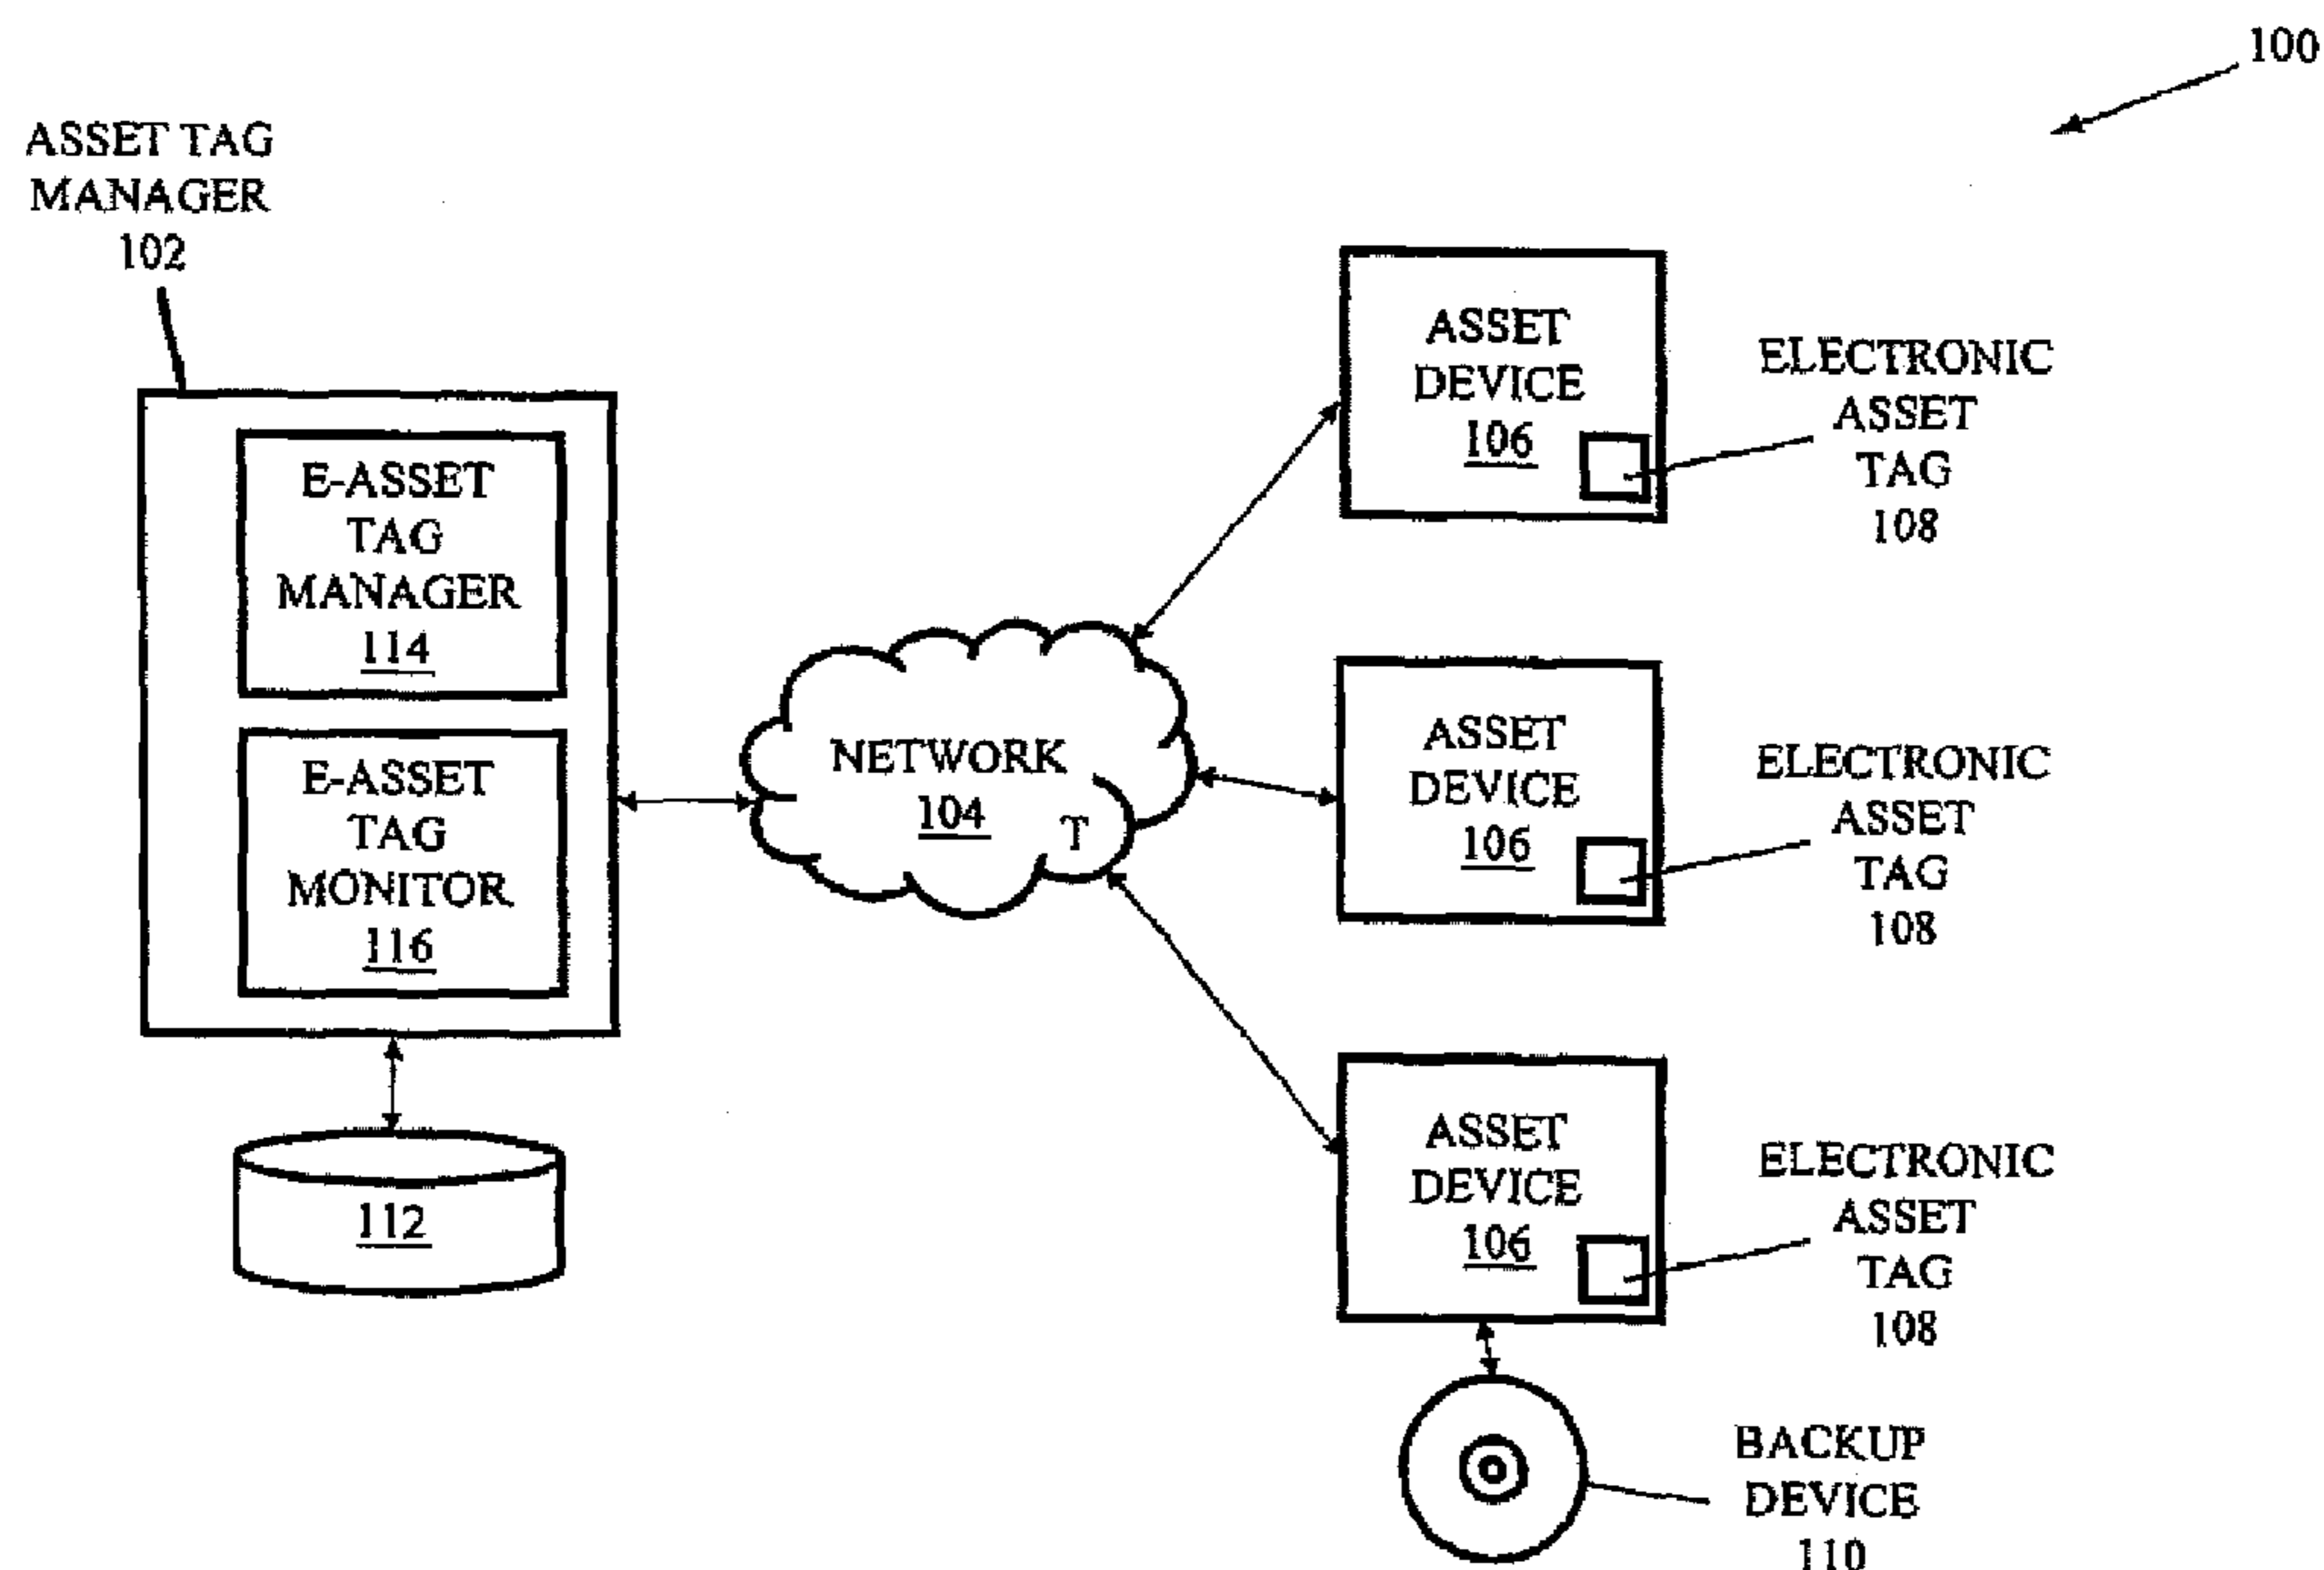 100
ASSET TAG
MANAGER
102
E-ASSET
TAG
MANAGER
114
E-ASSET
TAG
MONITOR
116
112
NETWORK
104
T
ASSET
DEVICE
106
ELECTRONIC
ASSET
TAG
108
ASSET
DEVICE
106
ELECTRONIC
ASSET
TAG
108
ASSET
DEVICE
106
ELECTRONIC
ASSET
TAG
108
BACKUP
DEVICE
110